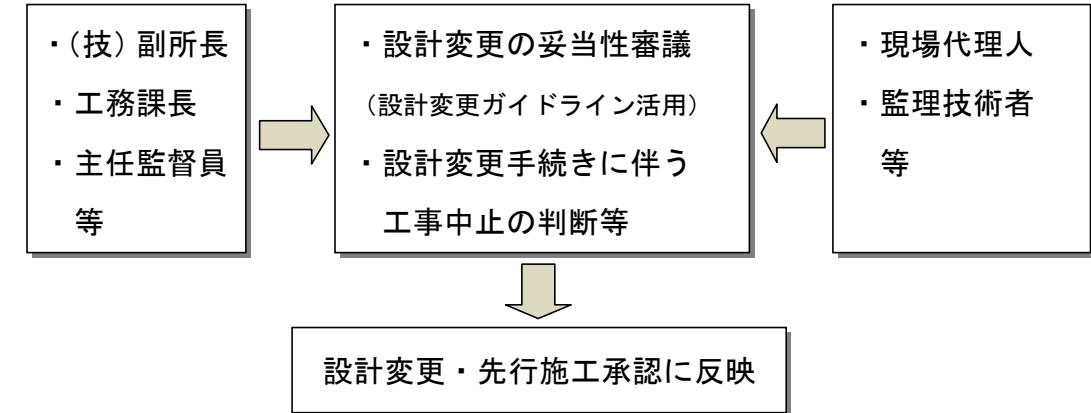 ・(技)副所長
・工務課長
・主任監督員
等
・設計変更の妥当性審議
(設計変更ガイドライン活用)
・設計変更手続きに伴う
工事中止の判断等
・現場代理人
・監理技術者
等
設計変更・先行施工承認に反映